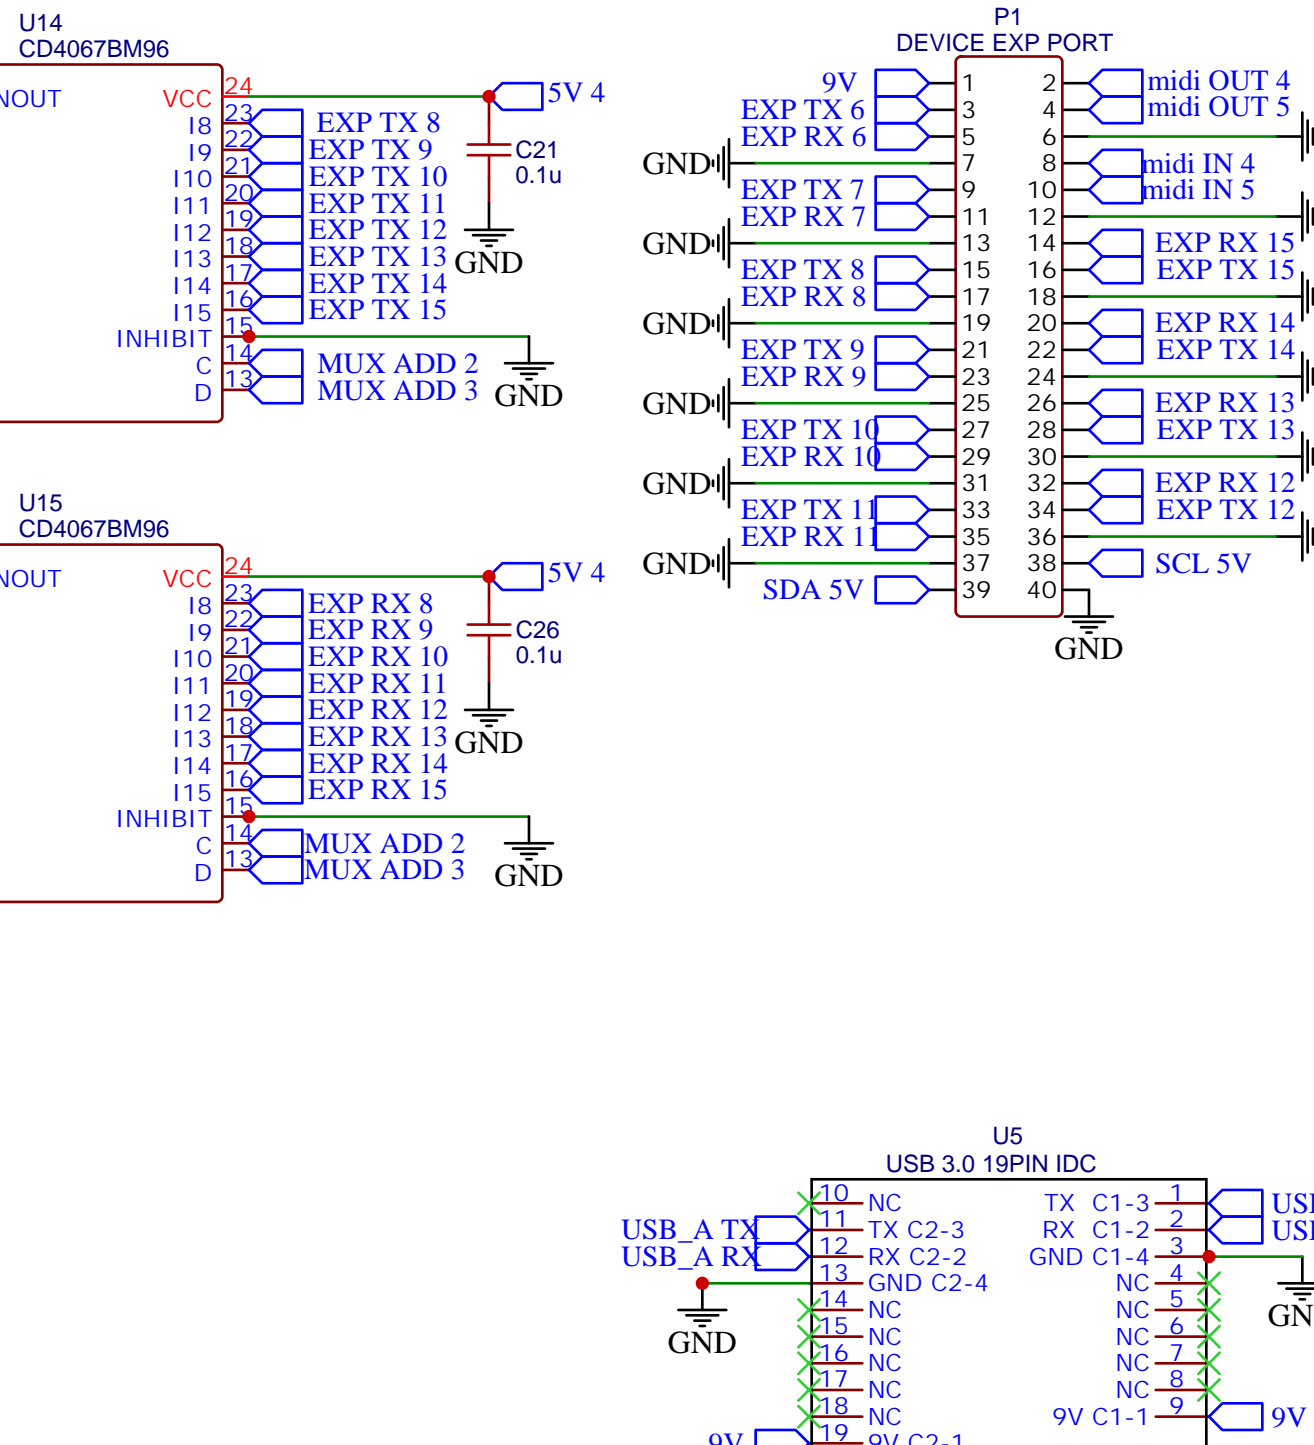 U14
CD4067BM96
NOUT
VCC 24
5V 4
I8 23 EXP TX 8
I9 22 EXP TX 9
I10 21 EXP TX 10
I11 20 EXP TX 11
I12 19 EXP TX 12
I13 18 EXP TX 13
I14 17 EXP TX 14
I15 16 EXP TX 15
INHIBIT 15
C 14 MUX ADD 2
D 13 MUX ADD 3
C21
0.1u
GND
GND
U15
CD4067BM96
NOUT
VCC 24
5V 4
I8 23 EXP RX 8
I9 22 EXP RX 9
I10 21 EXP RX 10
I11 20 EXP RX 11
I12 19 EXP RX 12
I13 18 EXP RX 13
I14 17 EXP RX 14
I15 16 EXP RX 15
INHIBIT 15
C 14 MUX ADD 2
D 13 MUX ADD 3
C26
0.1u
GND
GND
P1
DEVICE EXP PORT
9V 1 2 midi OUT 4
EXP TX 6 3 4 midi OUT 5
EXP RX 6 5 6
GND 7 8 midi IN 4
EXP TX 7 9 10 midi IN 5
EXP RX 7 11 12
GND 13 14 EXP RX 15
EXP TX 8 15 16 EXP TX 15
EXP RX 8 17 18
GND 19 20 EXP RX 14
EXP TX 9 21 22 EXP TX 14
EXP RX 9 23 24
GND 25 26 EXP RX 13
EXP TX 10 27 28 EXP TX 13
EXP RX 10 29 30
GND 31 32 EXP RX 12
EXP TX 11 33 34 EXP TX 12
EXP RX 11 35 36
GND 37 38 SCL 5V
SDA 5V 39 40
GND
U5
USB 3.0 19PIN IDC
10 NC TX C1-3 1 USB
USB_A TX 11 TX C2-3 RX C1-2 2 USB
USB_A RX 12 RX C2-2 GND C1-4 3
13 GND C2-4 NC 4
14 NC NC 5 GN
GND 15 NC NC 6
16 NC NC 7
17 NC NC 8
18 NC 9V C1-1 9 9V
9V 19 9V C2-1